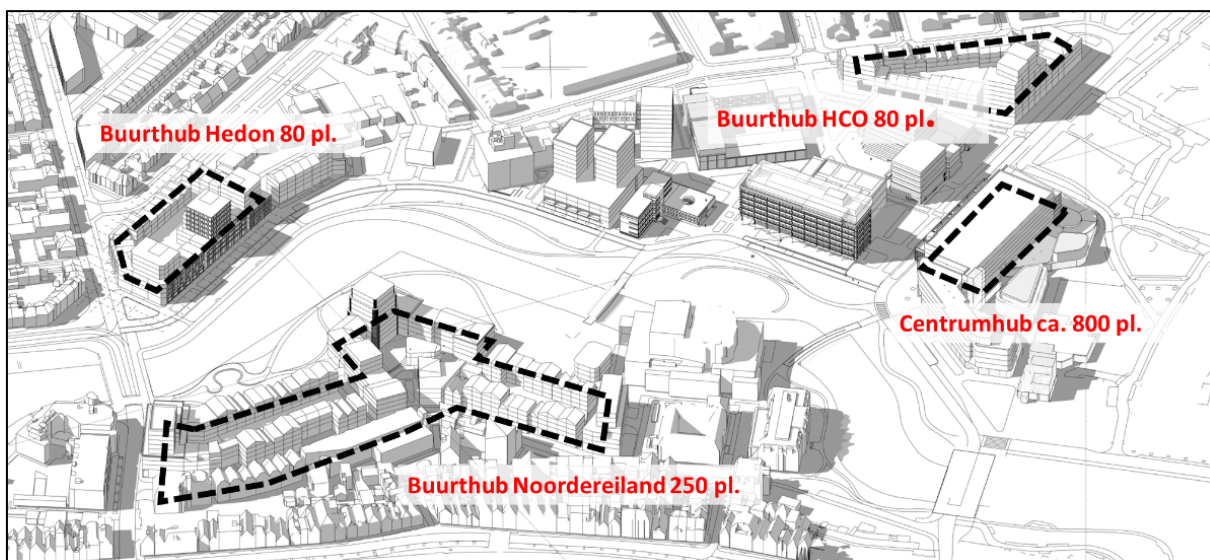 Buurthub Hedon 80 pl.
Buurthub HCO 80 pl.
Centrumhub ca. 800 pl.
Buurthub Noordereiland 250 pl.